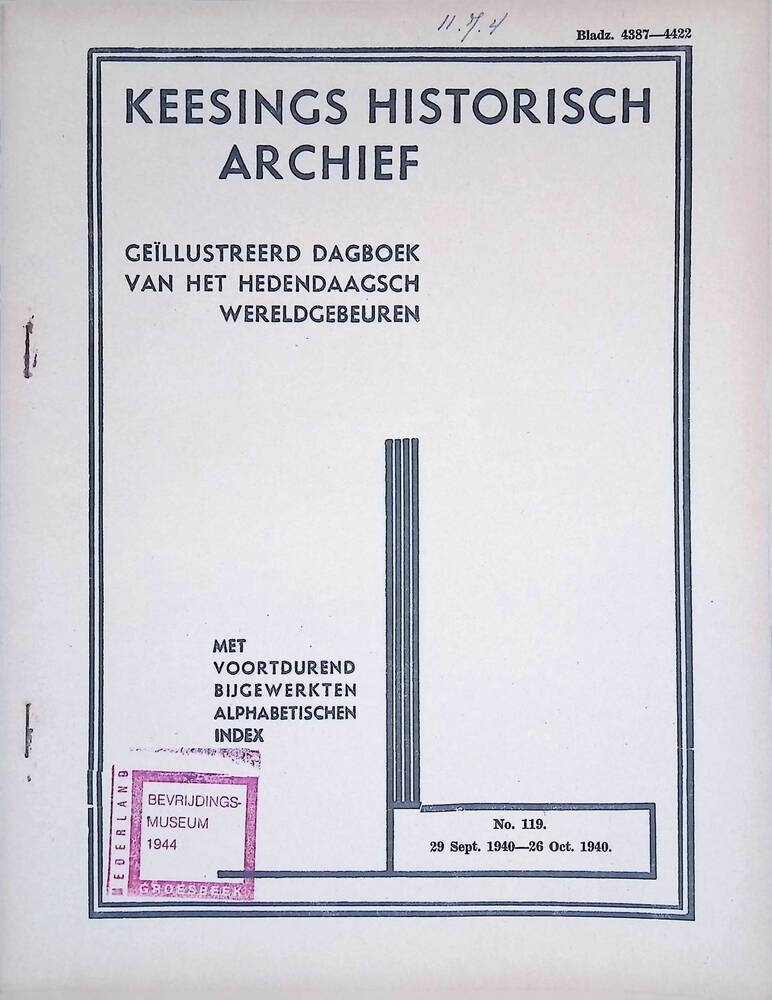 11.7.4
Bladz. 4387—4422
KEESINGS HISTORISCH
ARCHIEF
GEÏLLUSTREERD DAGBOEK
VAN HET HEDENDAAGSCH
WERELDGEBEUREN
MET
VOORTDUREND
BIJGEWERKTEN
ALPHABETISCHEN
INDEX
NEDERLAND
BEVRIJDINGS-
MUSEUM
1944
GROESBEEK
No. 119.
29 Sept. 1940—26 Oct. 1940.